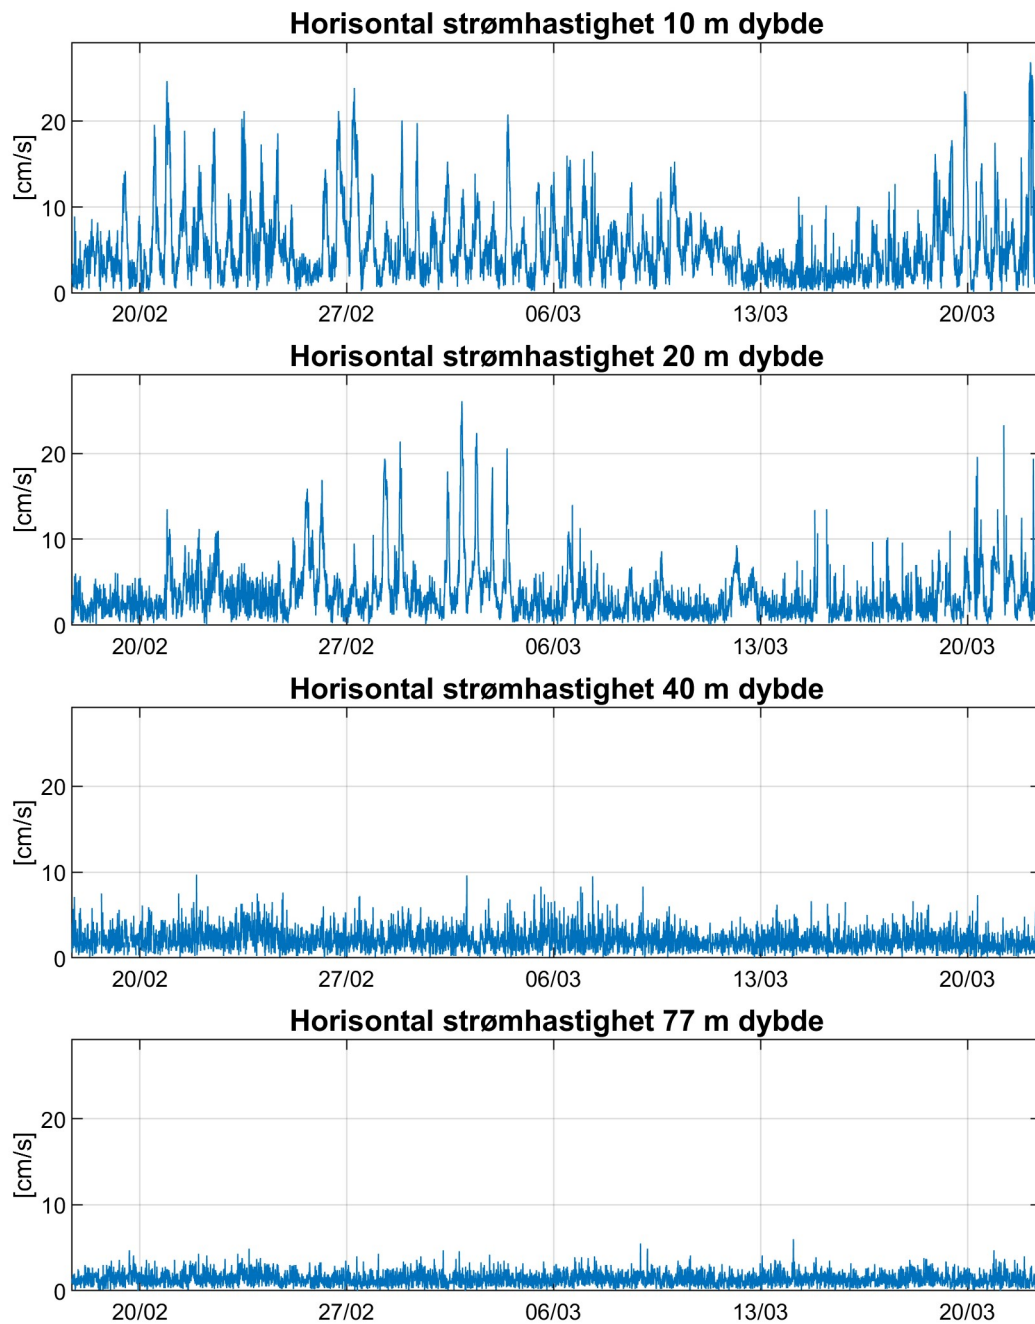 Horisontal strømhastighet 10 m dybde
[cm/s]
20
10
0
20/02 27/02 06/03 13/03 20/03
Horisontal strømhastighet 20 m dybde
[cm/s]
20
10
0
20/02 27/02 06/03 13/03 20/03
Horisontal strømhastighet 40 m dybde
[cm/s]
20
10
0
20/02 27/02 06/03 13/03 20/03
Horisontal strømhastighet 77 m dybde
[cm/s]
20
10
0
20/02 27/02 06/03 13/03 20/03